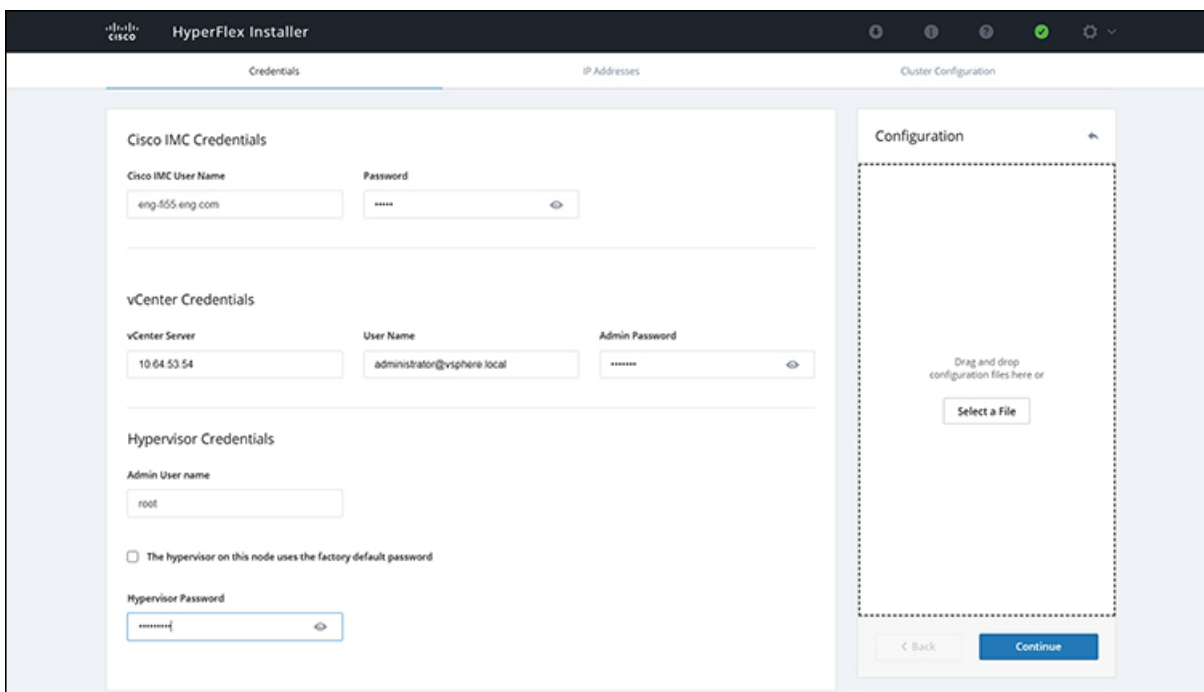 cisco
HyperFlex Installer
Credentials
IP Addresses
Cluster Configuration
Cisco IMC Credentials
Cisco IMC User Name
Password
eng-fi55.eng.com
•••••
vCenter Credentials
vCenter Server
User Name
Admin Password
10.64.53.54
administrator@vsphere.local
•••••••
Hypervisor Credentials
Admin User name
root
The hypervisor on this node uses the factory default password
Hypervisor Password
••••••••••
Configuration
Drag and drop
configuration files here or
Select a File
< Back
Continue